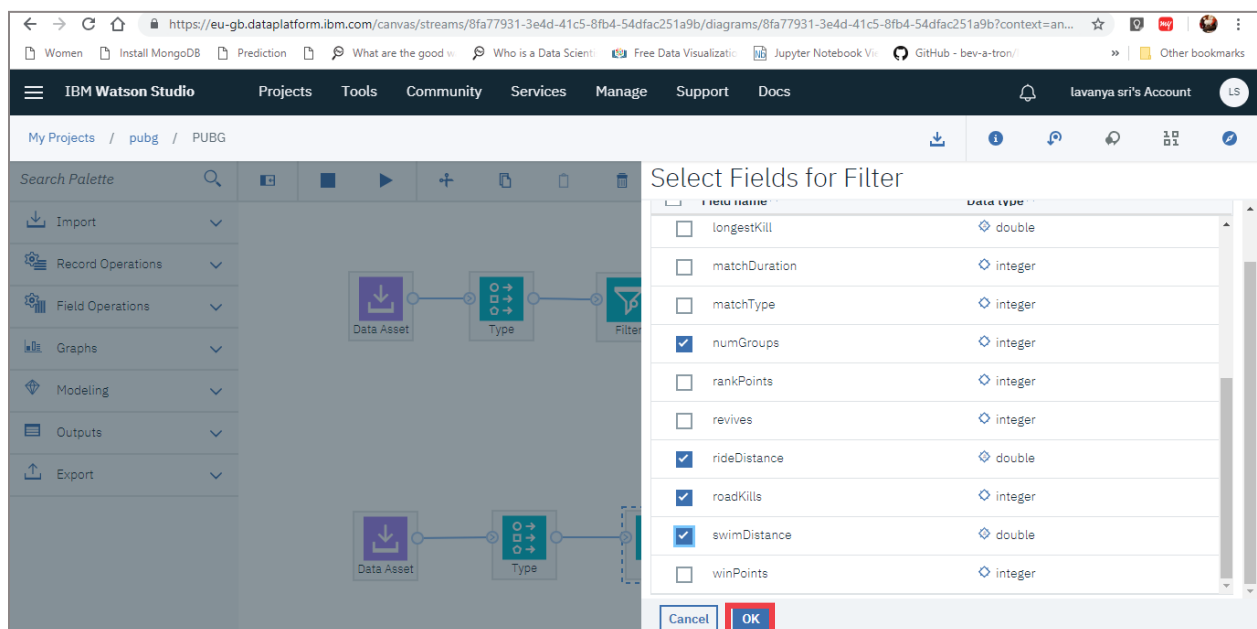 https://eu-gb.dataplatform.ibm.com/canvas/streams/8fa77931-3e4d-41c5-8fb4-54dfac251a9b/diagrams/8fa77931-3e4d-41c5-8fb4-54dfac251a9b?context=an...
Women Install MongoDB Prediction What are the good w Who is a Data Scienti Free Data Visualizatio Jupyter Notebook Vie GitHub - bev-a-tron/ » Other bookmarks
IBM Watson Studio Projects Tools Community Services Manage Support Docs lavanya sri's Account LS
My Projects / pubg / PUBG
Search Palette
Import
Record Operations
Field Operations
Graphs
Modeling
Outputs
Export
Data Asset Type Filter
Data Asset Type
Select Fields for Filter
Field name Data type
longestKill double
matchDuration integer
matchType integer
numGroups integer
rankPoints integer
revives integer
rideDistance double
roadKills integer
swimDistance double
winPoints integer
Cancel OK